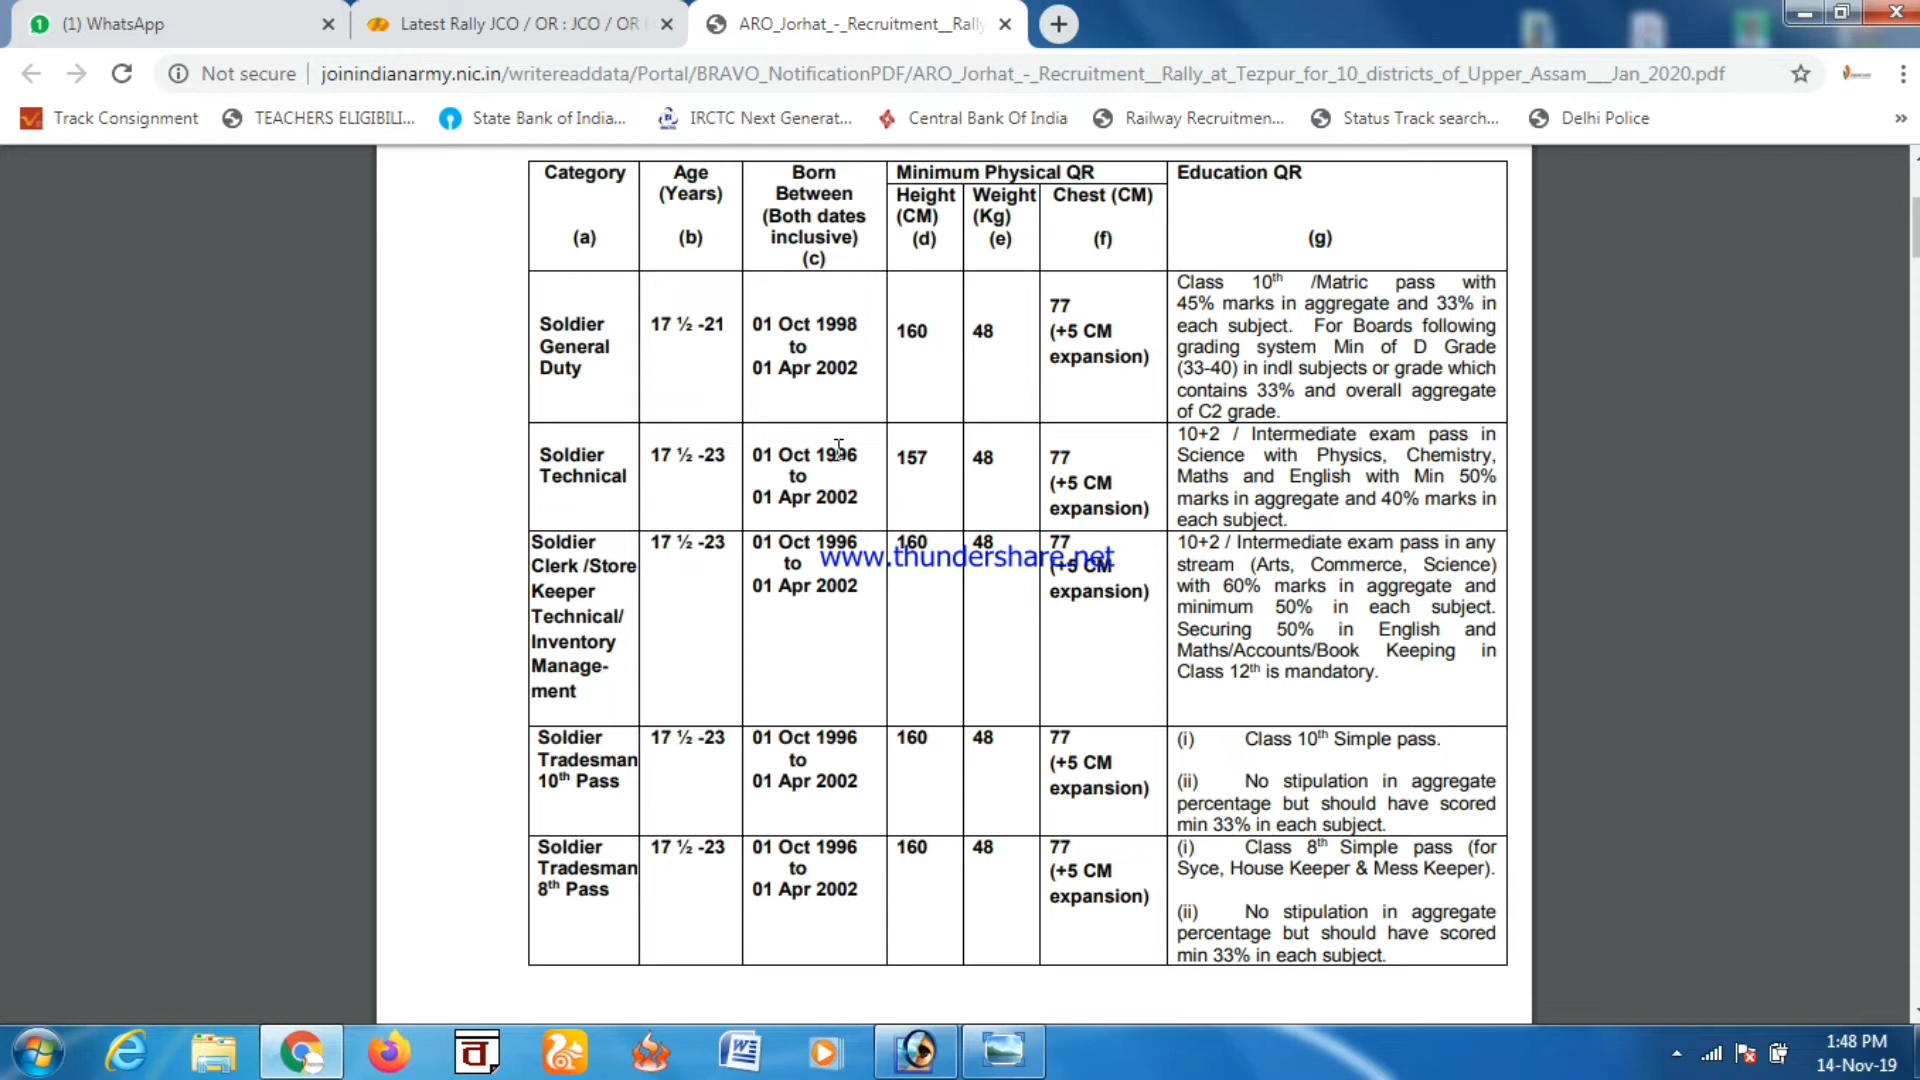 (1) WhatsApp
Latest Rally JCO / OR : JCO / OR
ARO_Jorhat_-_Recruitment__Rally
Not secure
joinindianarmy.nic.in/writereaddata/Portal/BRAVO_NotificationPDF/ARO_Jorhat_-_Recruitment__Rally_at_Tezpur_for_10_districts_of_Upper_Assam___Jan_2020.pdf
Track Consignment
TEACHERS ELIGIBILI...
State Bank of India...
IRCTC Next Generat...
Central Bank Of India
Railway Recruitmen...
Status Track search...
Delhi Police
Category
(a)
Age
(Years)
(b)
Born
Between
(Both dates
inclusive)
(c)
Minimum Physical QR
Height
(CM)
(d)
Weight
(Kg)
(e)
Chest (CM)
(f)
Education QR
(g)
Soldier
General
Duty
17 ½ -21
01 Oct 1998
to
01 Apr 2002
160
48
77
(+5 CM
expansion)
Class 10th /Matric pass with
45% marks in aggregate and 33% in
each subject. For Boards following
grading system Min of D Grade
(33-40) in indl subjects or grade which
contains 33% and overall aggregate
of C2 grade.
Soldier
Technical
17 ½ -23
01 Oct 1996
to
01 Apr 2002
157
48
77
(+5 CM
expansion)
10+2 / Intermediate exam pass in
Science with Physics, Chemistry,
Maths and English with Min 50%
marks in aggregate and 40% marks in
each subject.
Soldier
Clerk /Store
Keeper
Technical/
Inventory
Manage-
ment
17 ½ -23
01 Oct 1996
to
01 Apr 2002
160
48
77
(+5 CM
expansion)
www.thundershare.net
10+2 / Intermediate exam pass in any
stream (Arts, Commerce, Science)
with 60% marks in aggregate and
minimum 50% in each subject.
Securing 50% in English and
Maths/Accounts/Book Keeping in
Class 12th is mandatory.
Soldier
Tradesman
10th Pass
17 ½ -23
01 Oct 1996
to
01 Apr 2002
160
48
77
(+5 CM
expansion)
(i) Class 10th Simple pass.
(ii) No stipulation in aggregate
percentage but should have scored
min 33% in each subject.
Soldier
Tradesman
8th Pass
17 ½ -23
01 Oct 1996
to
01 Apr 2002
160
48
77
(+5 CM
expansion)
(i) Class 8th Simple pass (for
Syce, House Keeper & Mess Keeper).
(ii) No stipulation in aggregate
percentage but should have scored
min 33% in each subject.
1:48 PM
14-Nov-19